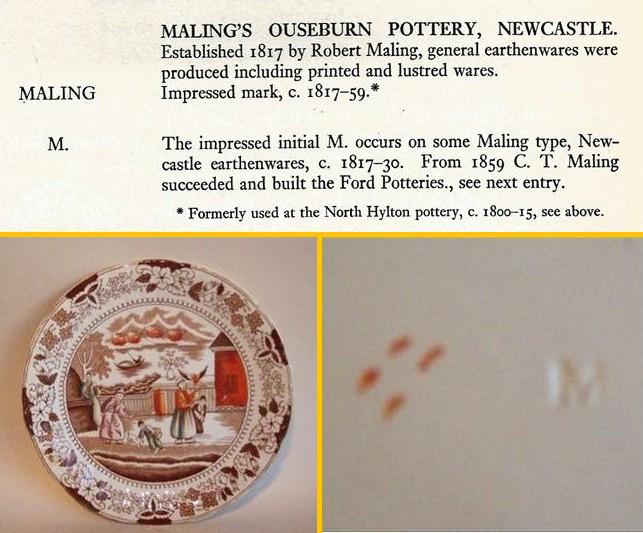 MALING'S OUSEBURN POTTERY, NEWCASTLE.
Established 1817 by Robert Maling, general earthenwares were
produced including printed and lustred wares.
MALING Impressed mark, c. 1817–59.*
M. The impressed initial M. occurs on some Maling type, New-
castle earthenwares, c. 1817–30. From 1859 C. T. Maling
succeeded and built the Ford Potteries., see next entry.
* Formerly used at the North Hylton pottery, c. 1800–15, see above.
M